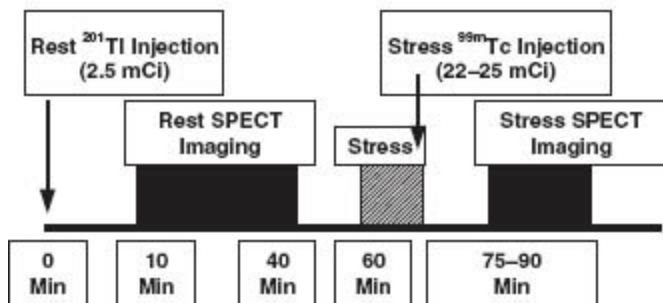 Rest ²⁰¹Tl Injection
(2.5 mCi)
Stress ⁹⁹ᵐTc Injection
(22–25 mCi)
Rest SPECT
Imaging
Stress
Stress SPECT
Imaging
0
Min
10
Min
40
Min
60
Min
75–90
Min